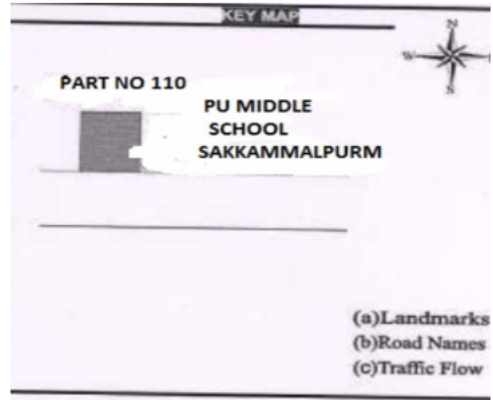 KEY MAP
N
W
S
PART NO 110
PU MIDDLE
SCHOOL
SAKKAMMALPURM
(a)Landmarks
(b)Road Names
(c)Traffic Flow